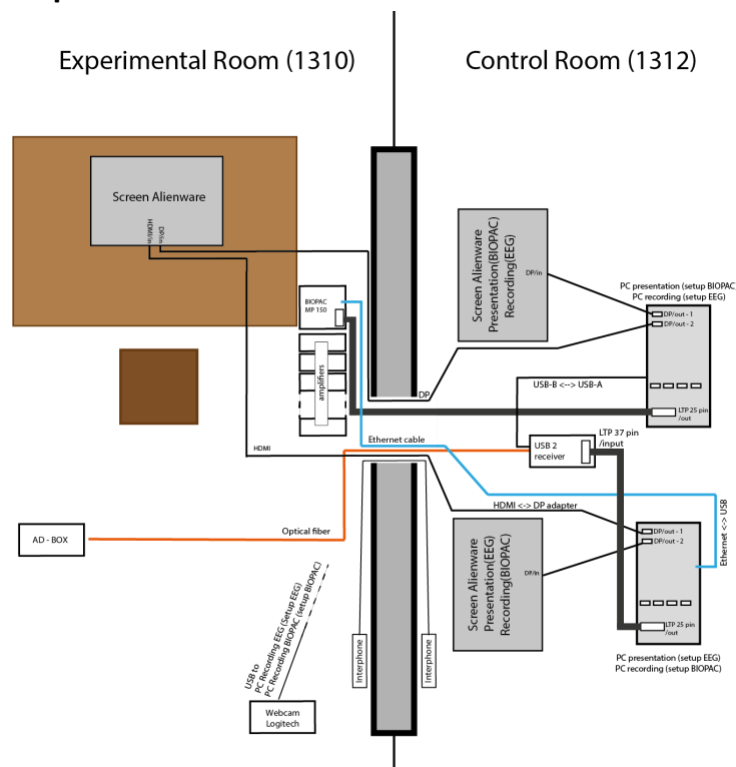 Experimental Room (1310)
Control Room (1312)
Screen Alienware
HDMI/in
DP/in
BIOPAC
MP 150
amplifiers
Screen Alienware
Presentation(BIOPAC)
Recording(EEG)
DP/in
PC presentation (setup BIOPAC)
PC recording (setup EEG)
DP/out - 1
DP/out - 2
LTP 25 pin
/out
DP
USB-B <--> USB-A
LTP 37 pin
/input
USB 2
receiver
Ethernet cable
HDMI
HDMI <-> DP adapter
Ethernet <-> USB
Optical fiber
AD - BOX
Screen Alienware
Presentation(EEG)
Recording(BIOPAC)
DP/in
DP/out - 1
DP/out - 2
LTP 25 pin
/out
PC presentation (setup EEG)
PC recording (setup BIOPAC)
USB to
PC Recording EEG (Setup EEG)
PC Recording BIOPAC (setup BIOPAC)
Webcam
Logitech
Interphone
Interphone